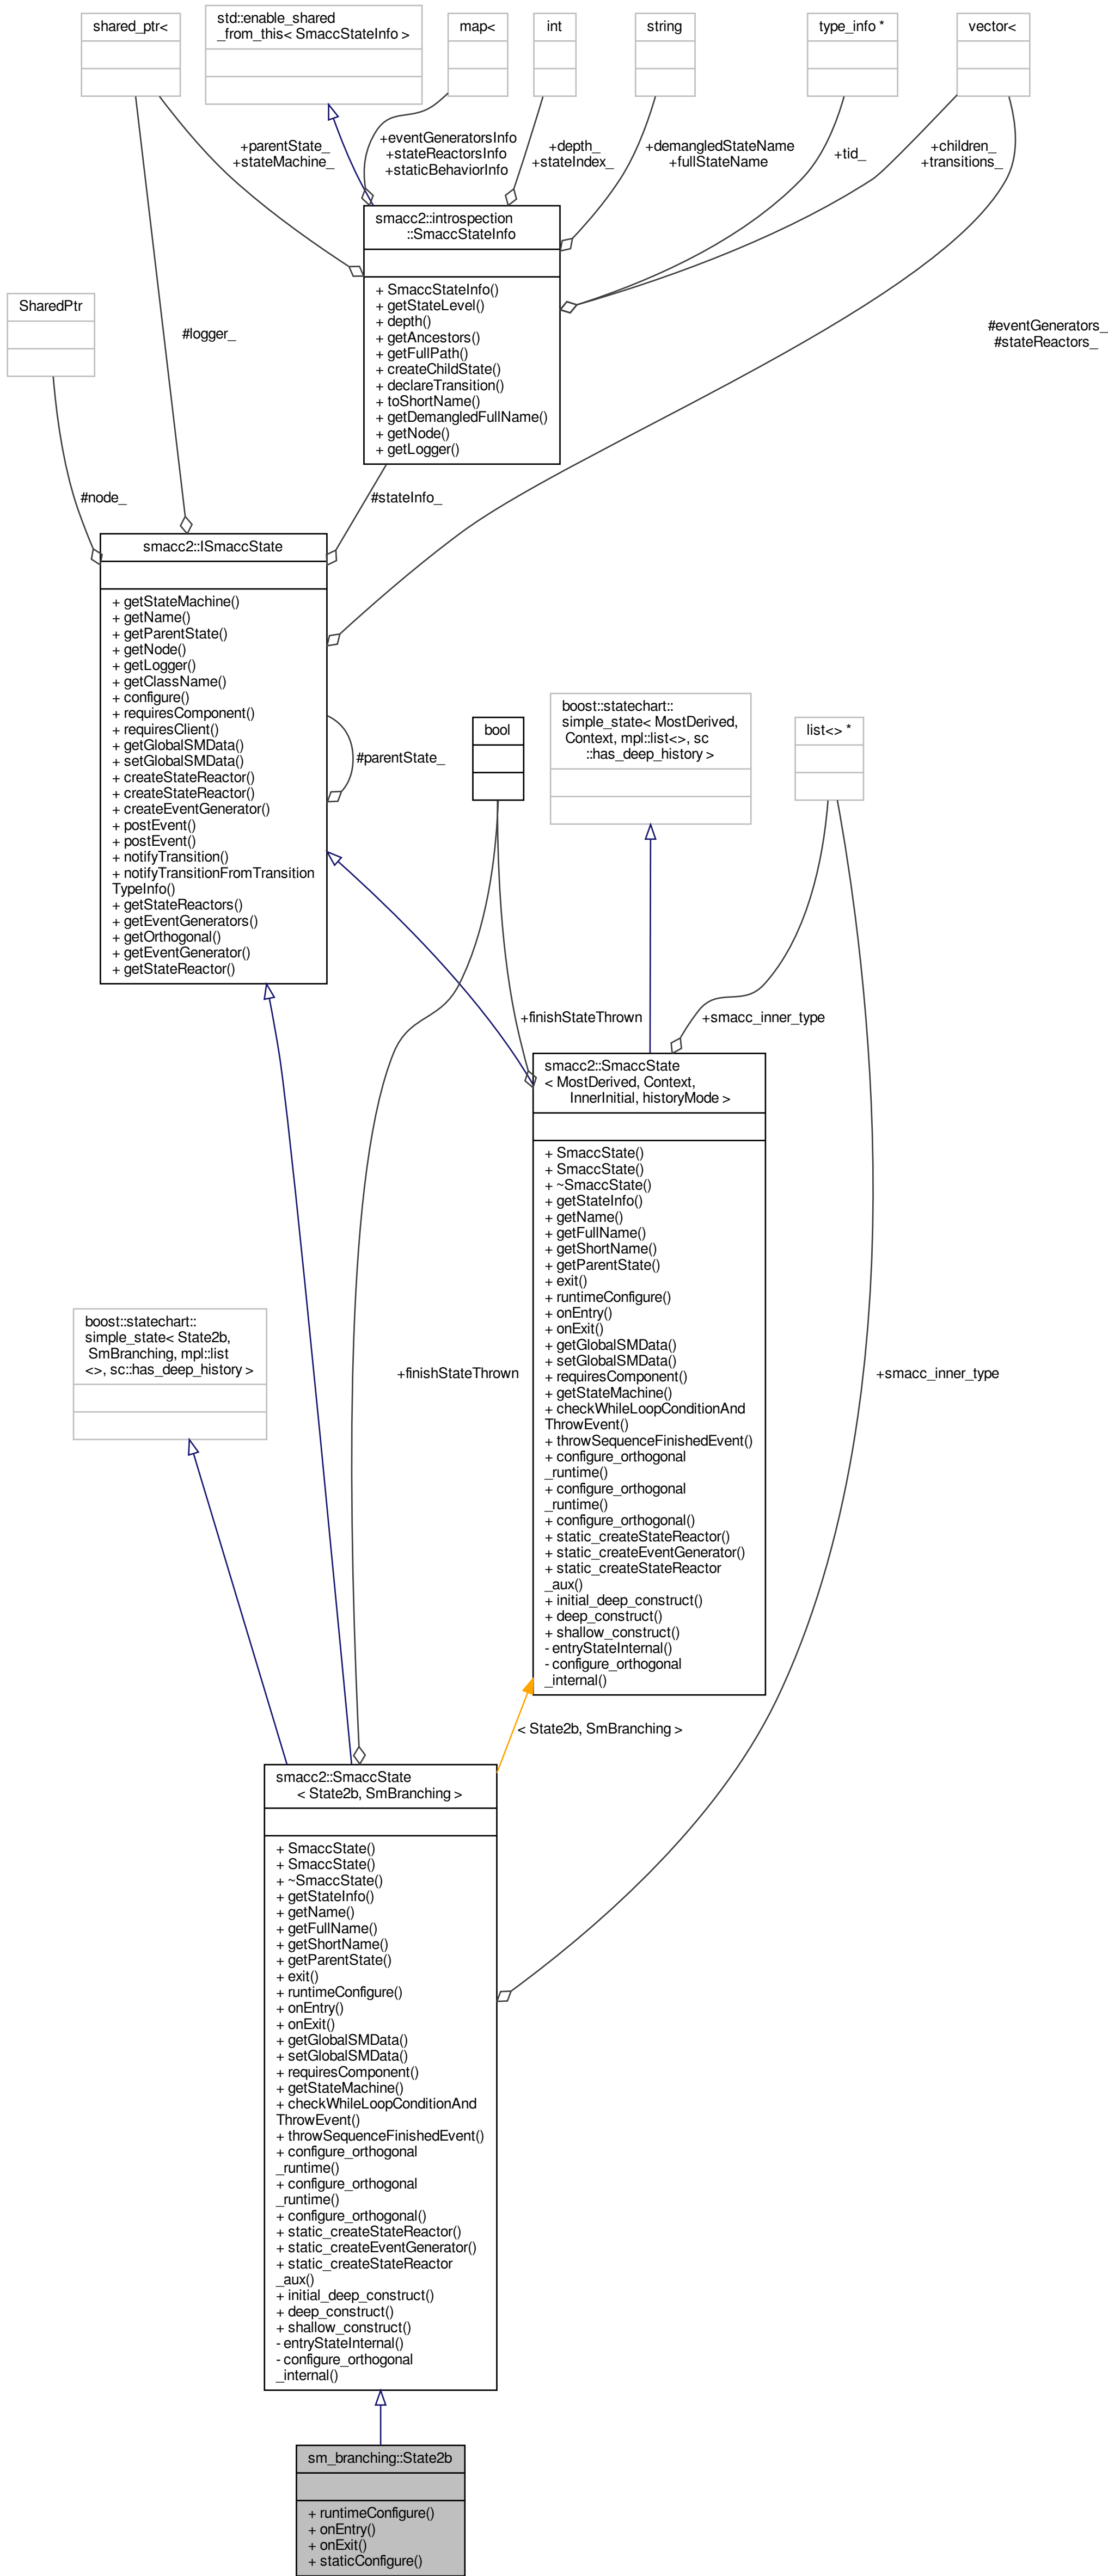 shared_ptr<
std::enable_shared
_from_this< SmaccStateInfo >
map<
int
string
type_info *
vector<
+parentState_
+stateMachine_
+eventGeneratorsInfo
+stateReactorsInfo
+staticBehaviorInfo
+depth_
+stateIndex_
+demangledStateName
+fullStateName
+tid_
+children_
+transitions_
smacc2::introspection
::SmaccStateInfo
+ SmaccStateInfo()
+ getStateLevel()
+ depth()
+ getAncestors()
+ getFullPath()
+ createChildState()
+ declareTransition()
+ toShortName()
+ getDemangledFullName()
+ getNode()
+ getLogger()
SharedPtr
#logger_
#eventGenerators_
#stateReactors_
#node_
#stateInfo_
smacc2::ISmaccState
+ getStateMachine()
+ getName()
+ getParentState()
+ getNode()
+ getLogger()
+ getClassName()
+ configure()
+ requiresComponent()
+ requiresClient()
+ getGlobalSMData()
+ setGlobalSMData()
+ createStateReactor()
+ createStateReactor()
+ createEventGenerator()
+ postEvent()
+ postEvent()
+ notifyTransition()
+ notifyTransitionFromTransition
TypeInfo()
+ getStateReactors()
+ getEventGenerators()
+ getOrthogonal()
+ getEventGenerator()
+ getStateReactor()
#parentState_
bool
boost::statechart::
simple_state< MostDerived,
Context, mpl::list<>, sc
::has_deep_history >
list<> *
+finishStateThrown
+smacc_inner_type
smacc2::SmaccState
< MostDerived, Context,
InnerInitial, historyMode >
+ SmaccState()
+ SmaccState()
+ ~SmaccState()
+ getStateInfo()
+ getName()
+ getFullName()
+ getShortName()
+ getParentState()
+ exit()
+ runtimeConfigure()
+ onEntry()
+ onExit()
+ getGlobalSMData()
+ setGlobalSMData()
+ requiresComponent()
+ getStateMachine()
+ checkWhileLoopConditionAnd
ThrowEvent()
+ throwSequenceFinishedEvent()
+ configure_orthogonal
_runtime()
+ configure_orthogonal
_runtime()
+ configure_orthogonal()
+ static_createStateReactor()
+ static_createEventGenerator()
+ static_createStateReactor
_aux()
+ initial_deep_construct()
+ deep_construct()
+ shallow_construct()
- entryStateInternal()
- configure_orthogonal
_internal()
boost::statechart::
simple_state< State2b,
SmBranching, mpl::list
<>, sc::has_deep_history >
+finishStateThrown
+smacc_inner_type
< State2b, SmBranching >
smacc2::SmaccState
< State2b, SmBranching >
+ SmaccState()
+ SmaccState()
+ ~SmaccState()
+ getStateInfo()
+ getName()
+ getFullName()
+ getShortName()
+ getParentState()
+ exit()
+ runtimeConfigure()
+ onEntry()
+ onExit()
+ getGlobalSMData()
+ setGlobalSMData()
+ requiresComponent()
+ getStateMachine()
+ checkWhileLoopConditionAnd
ThrowEvent()
+ throwSequenceFinishedEvent()
+ configure_orthogonal
_runtime()
+ configure_orthogonal
_runtime()
+ configure_orthogonal()
+ static_createStateReactor()
+ static_createEventGenerator()
+ static_createStateReactor
_aux()
+ initial_deep_construct()
+ deep_construct()
+ shallow_construct()
- entryStateInternal()
- configure_orthogonal
_internal()
sm_branching::State2b
+ runtimeConfigure()
+ onEntry()
+ onExit()
+ staticConfigure()